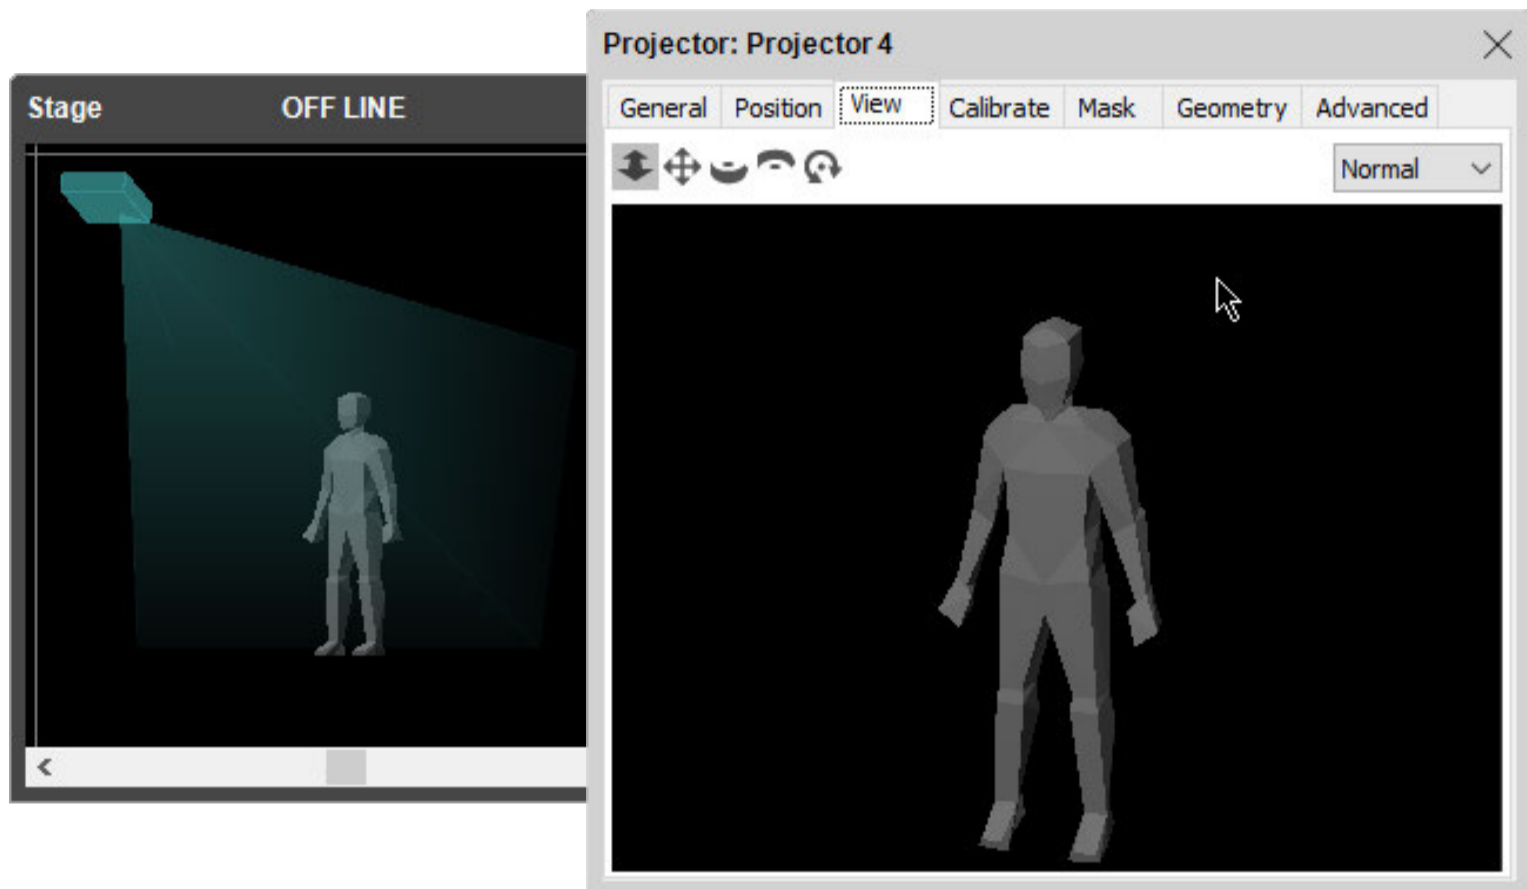 Projector: Projector 4
Stage OFF LINE
General Position View Calibrate Mask Geometry Advanced
Normal